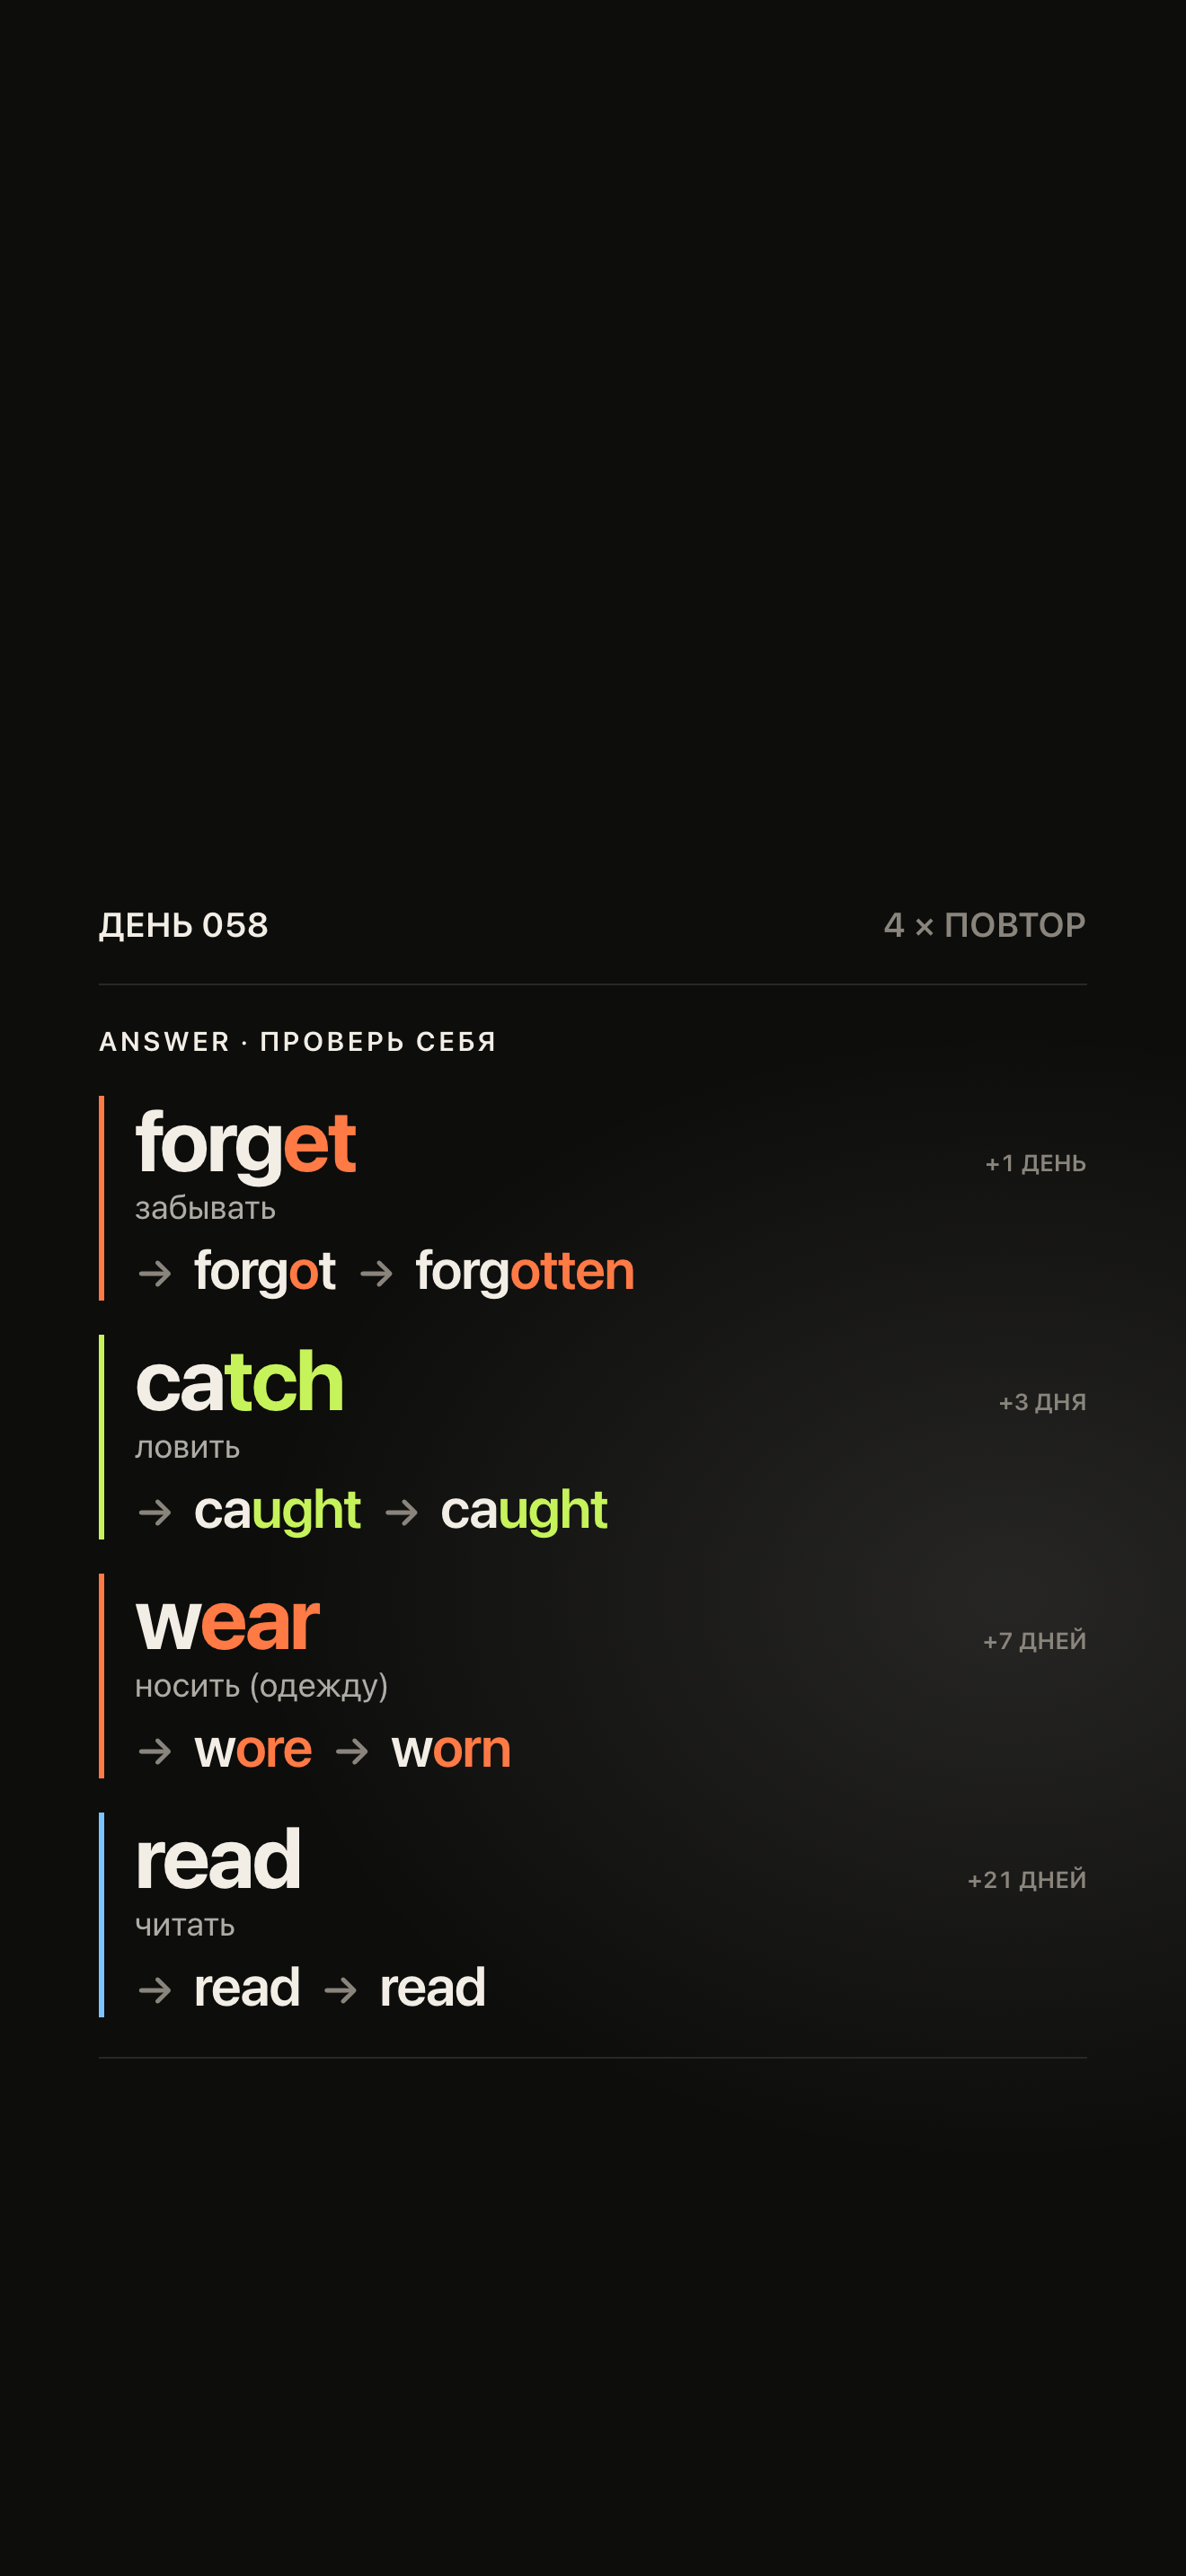 ДЕНЬ 058 4 × ПОВТОР
ANSWER · ПРОВЕРЬ СЕБЯ
forget
+1 ДЕНЬ
забывать
→ forgot → forgotten
catch
+3 ДНЯ
ловить
→ caught → caught
wear
+7 ДНЕЙ
носить (одежду)
→ wore → worn
read
+21 ДНЕЙ
читать
→ read → read